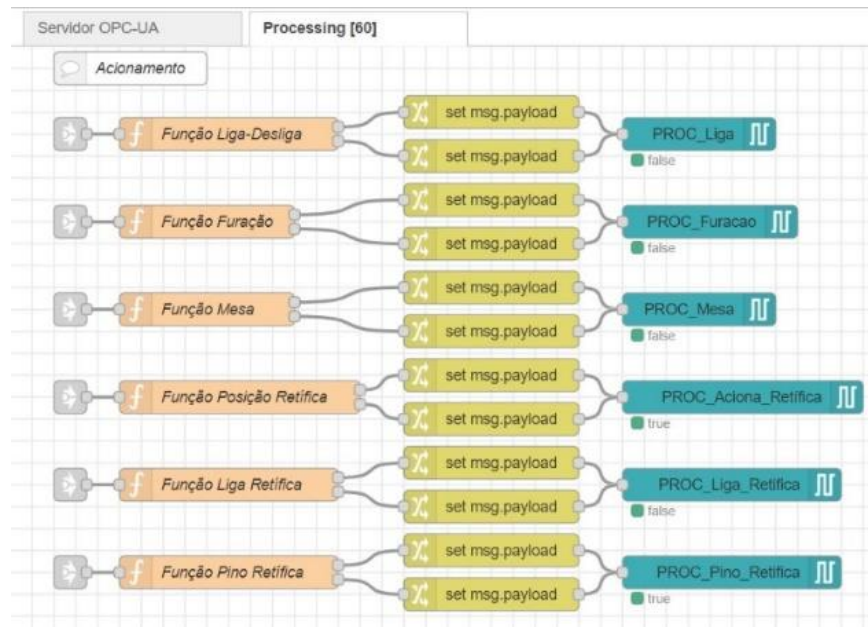 Servidor OPC-UA
Processing [60]
Acionamento
Função Liga-Desliga
set msg.payload
set msg.payload
PROC_Liga
false
Função Furação
set msg.payload
set msg.payload
PROC_Furacao
false
Função Mesa
set msg.payload
set msg.payload
PROC_Mesa
false
Função Posição Retífica
set msg.payload
set msg.payload
PROC_Aciona_Retífica
true
Função Liga Retífica
set msg.payload
set msg.payload
PROC_Liga_Retífica
false
Função Pino Retífica
set msg.payload
set msg.payload
PROC_Pino_Retifica
true